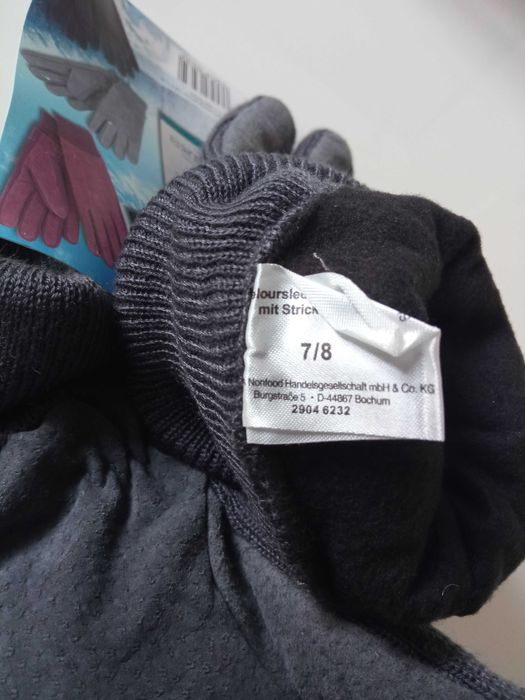 mit Strick
7/8
Nonfood Handelsgesellschaft mbH & Co. KG
Burgstraße 5 • D-44867 Bochum
2904 6232